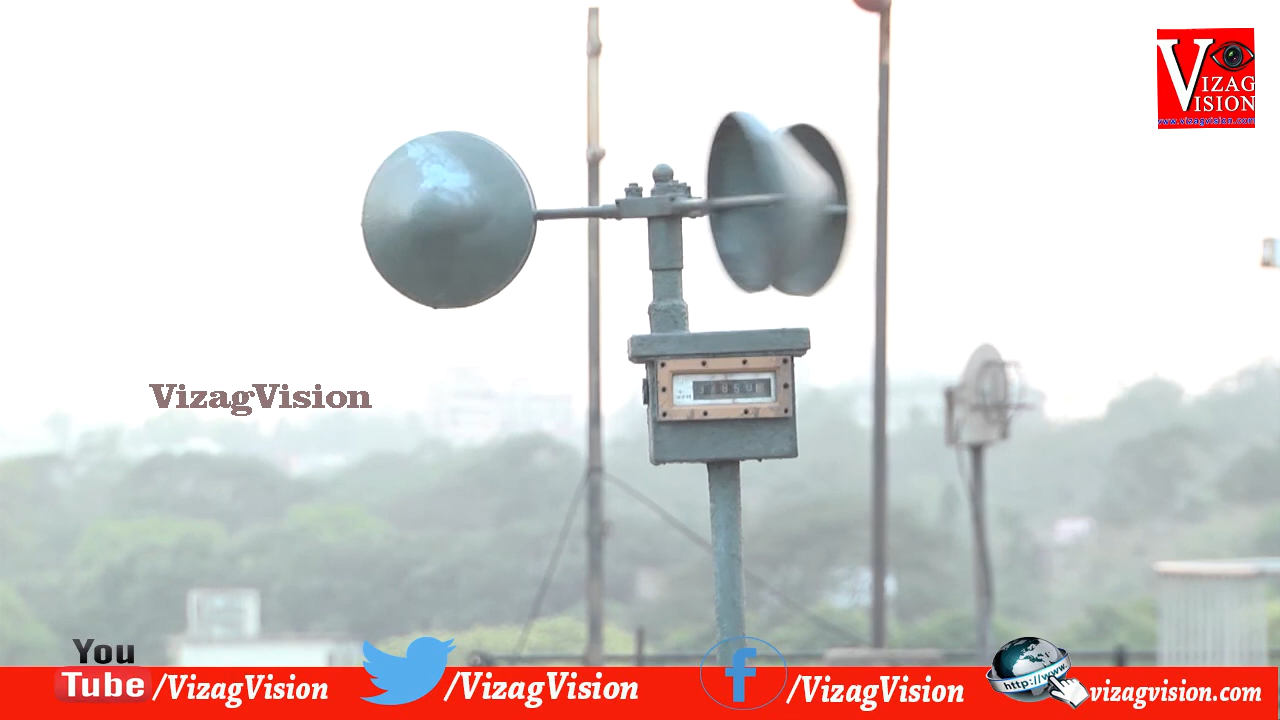 VIZAG
VISION
www.vizagvision.com
VizagVision
You
Tube /VizagVision
/VizagVision
f /VizagVision
http://www.
vizagvision.com